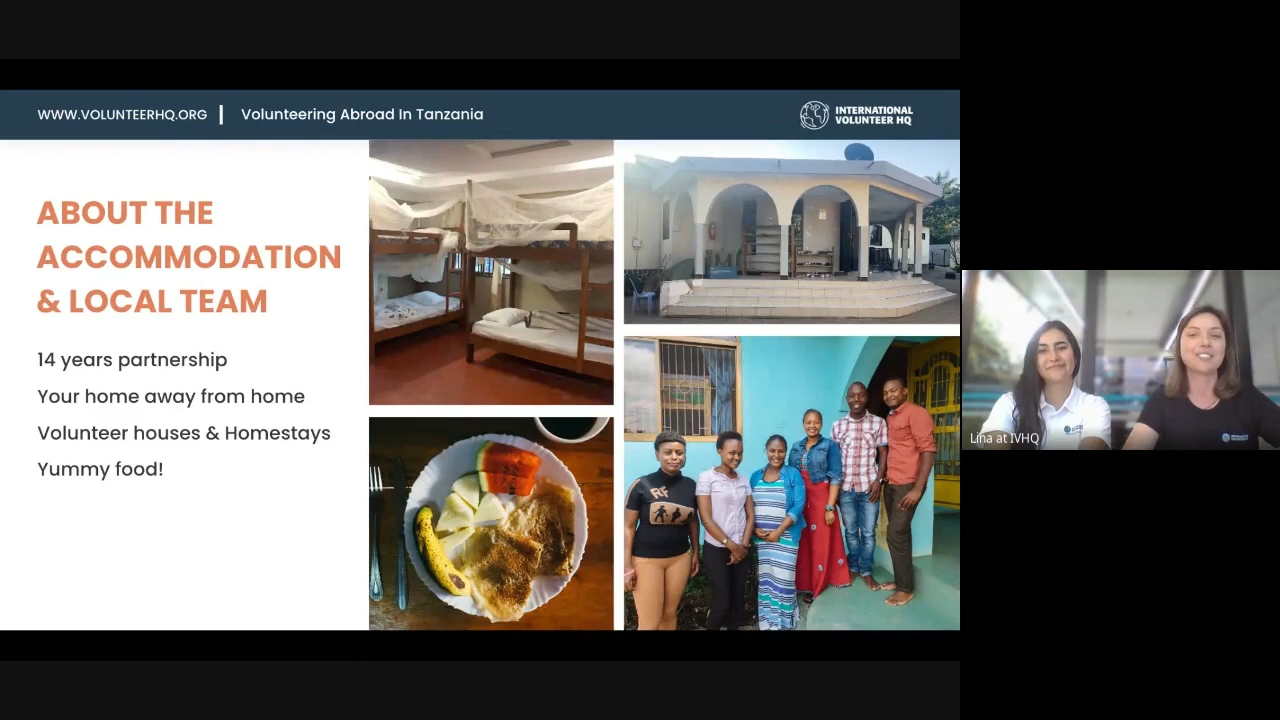 WWW.VOLUNTEERHQ.ORG | Volunteering Abroad In Tanzania
INTERNATIONAL
VOLUNTEER HQ
ABOUT THE
ACCOMMODATION
& LOCAL TEAM
14 years partnership
Your home away from home
Volunteer houses & Homestays
Yummy food!
RF
Lina at IVHQ